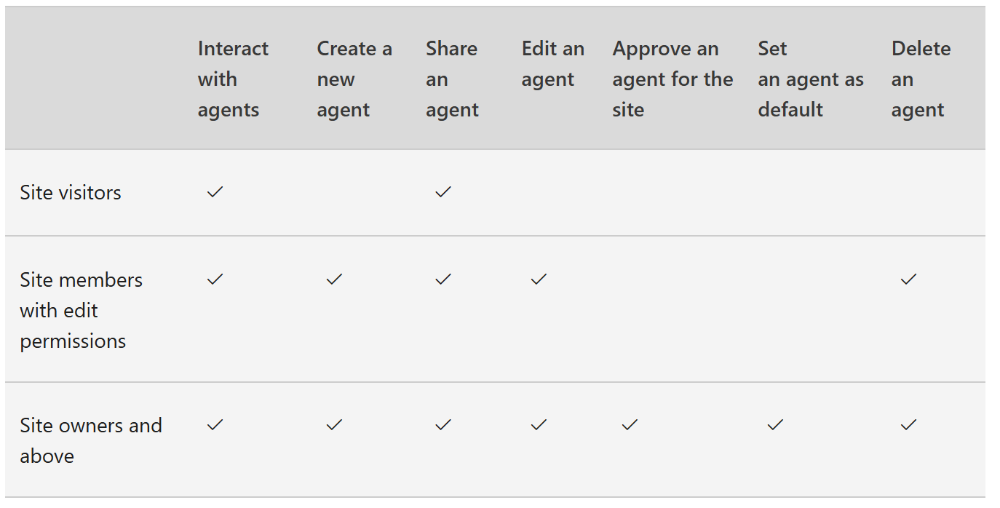 Interact with agents
Create a new agent
Share an agent
Edit an agent
Approve an agent for the site
Set an agent as default
Delete an agent
Site visitors ✓ ✓
Site members with edit permissions ✓ ✓ ✓ ✓ ✓
Site owners and above ✓ ✓ ✓ ✓ ✓ ✓ ✓